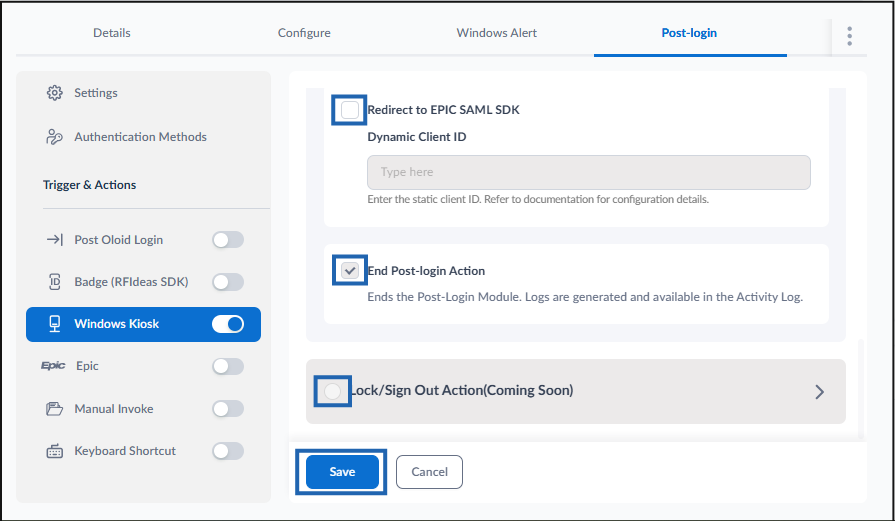 Details
Configure
Windows Alert
Post-login
Settings
Authentication Methods
Trigger & Actions
Post Oloid Login
Badge (RFIdeas SDK)
Windows Kiosk
Epic Epic
Manual Invoke
Keyboard Shortcut
Redirect to EPIC SAML SDK
Dynamic Client ID
Type here
Enter the static client ID. Refer to documentation for configuration details.
End Post-login Action
Ends the Post-Login Module. Logs are generated and available in the Activity Log.
Lock/Sign Out Action(Coming Soon)
Save
Cancel